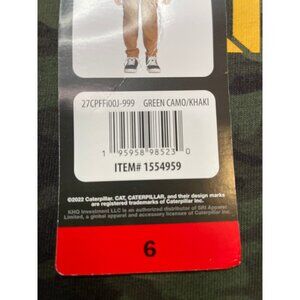 27CPFFi00J-999 GREEN CAMO/KHAKI
1 95958 98523 0
ITEM# 1554959
©2022 Caterpillar. CAT, CATERPILLAR, and their design marks
are registered trademarks of Caterpillar Inc.
KHQ Investment LLC is an authorized distributor of SRI Apparel
Limited, a global apparel and accessory licensee of Caterpillar Inc.
6